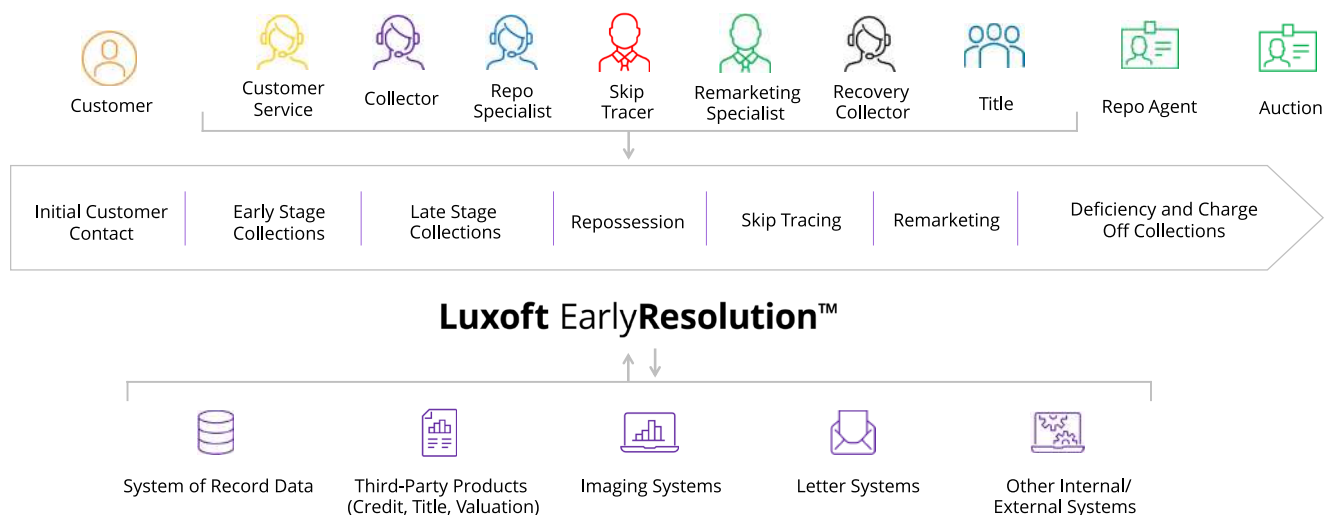 Customer
Customer
Service
Collector
Repo
Specialist
Skip
Tracer
Remarketing
Specialist
Recovery
Collector
Title
Repo Agent
Auction
Initial Customer
Contact
Early Stage
Collections
Late Stage
Collections
Repossession
Skip Tracing
Remarketing
Deficiency and Charge
Off Collections
Luxoft EarlyResolution™
System of Record Data
Third-Party Products
(Credit, Title, Valuation)
Imaging Systems
Letter Systems
Other Internal/
External Systems